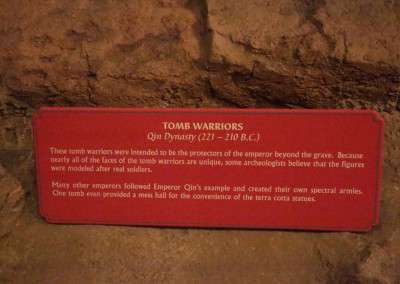 TOMB WARRIORS
Qin Dynasty (221 – 210 B.C.)
These tomb warriors were intended to be the protectors of the emperor beyond the grave. Because
nearly all of the faces of the tomb warriors are unique, some archeologists believe that the figures
were modeled after real soldiers.
Many other emperors followed Emperor Qin's example and created their own spectral armies.
One tomb even provided a mess hall for the convenience of the terra cotta statues.